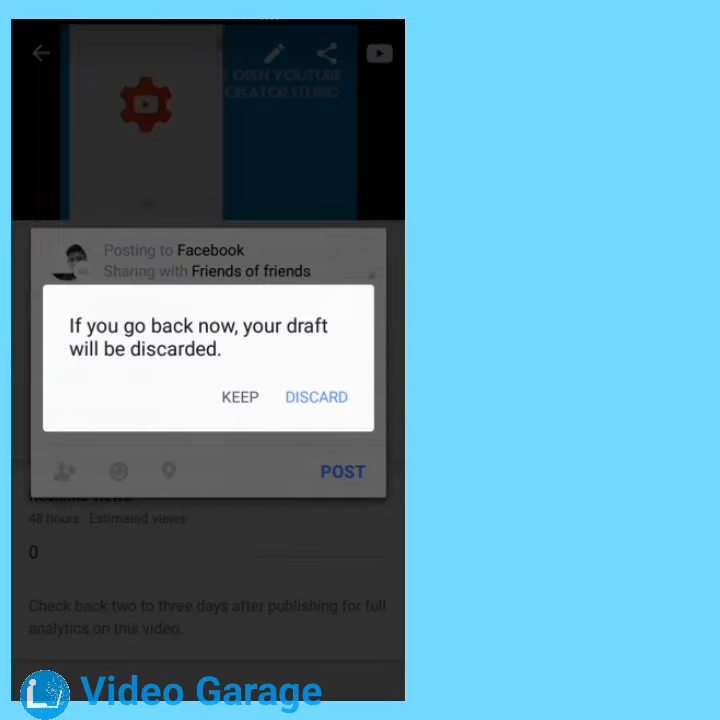 OPEN YOUTUBE
CREATOR STUDIO
Posting to Facebook
Sharing with Friends of friends
If you go back now, your draft
will be discarded.
KEEP DISCARD
POST
48 hours · Estimated views
0
Check back two to three days after publishing for full
analytics on this video.
Video Garage